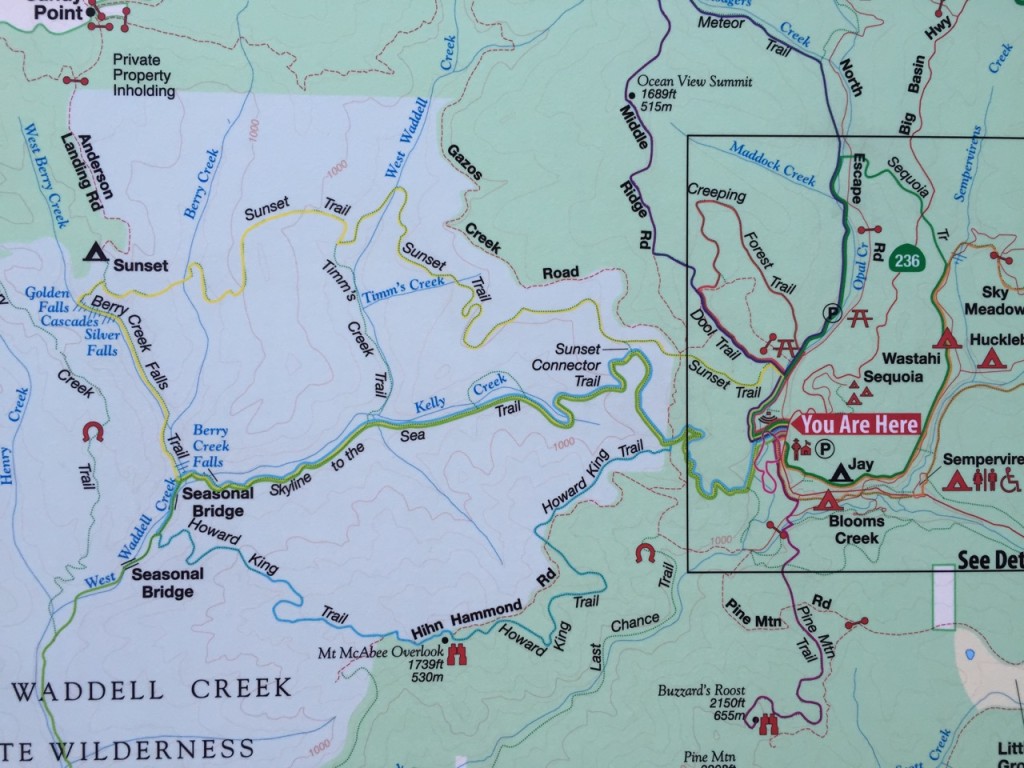 Point
Private
Property
Inholding
Anderson
Landing Rd
West Berry Creek
Berry Creek
1000
1000
West Waddell
Creek
Gazos
Creek
Road
Sunset
Trail
Sunset
Trail
Sunset
Golden
Falls
Cascades
Silver
Falls
Berry Creek Falls
Trail
Creek
Trail
Henry
Creek
Timm's Creek
Timm's
Creek
Trail
Sunset
Connector
Trail
Sunset
Trail
Kelly
Creek
Skyline
to the
Sea
Trail
1000
Berry
Creek
Falls
Seasonal
Bridge
West
Waddell
Creek
Seasonal
Bridge
Howard
King
Trail
Howard King
Trail
Hihn Hammond
Rd
Howard
King
Trail
Mt McAbee Overlook
1739ft
530m
WADDELL CREEK
TE WILDERNESS
1000
Last
Chance
Trail
Meteor
Trail
Creek
Ocean View Summit
1689ft
515m
Middle
Ridge
Rd
Maddock Creek
Creeping
Forest
Trail
Dool Trail
North
Escape
Rd
Opal Cr
Big
Basin
Hwy
236
Sequoia
Tr
Sempervirens
Creek
Sky
Meadow
Huckleb
Wastahi
Sequoia
You Are Here
P
P
Jay
Blooms
Creek
Sempervire
See Det
1000
Pine Mtn
Rd
Pine Mtn
Trail
Buzzard's Roost
2150ft
655m
Pine Mtn
Creek
Litt
Gro